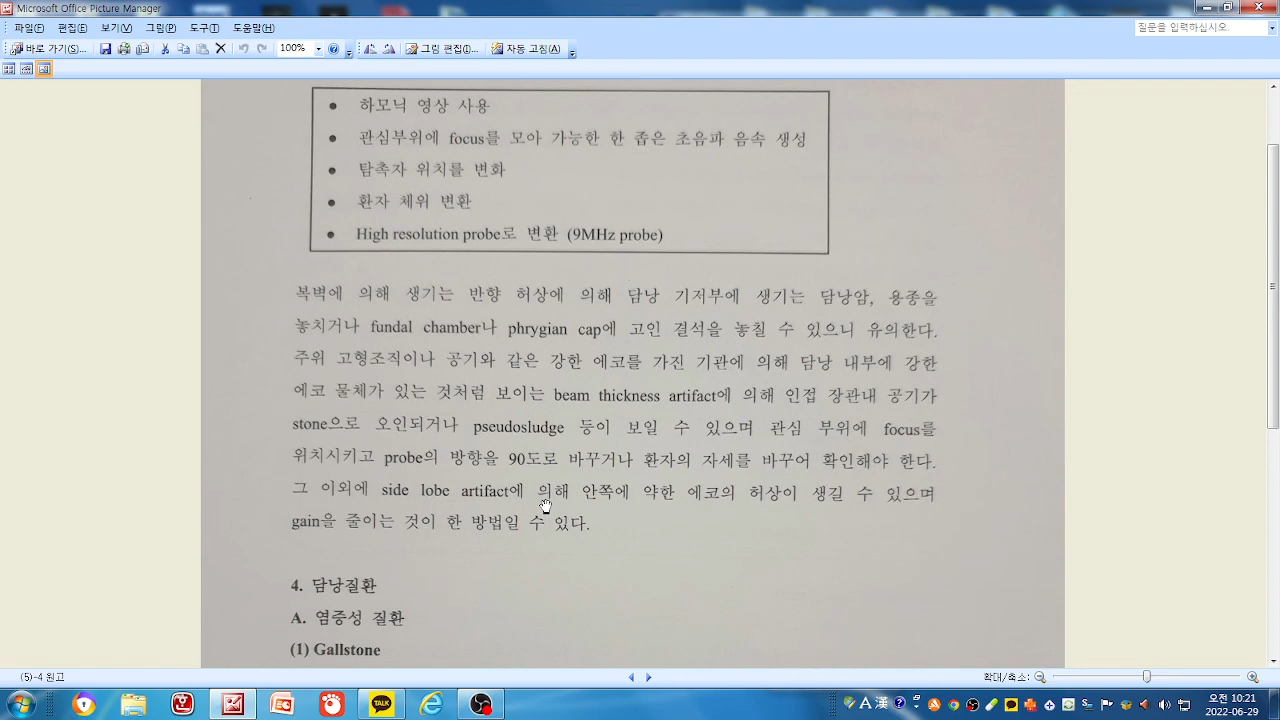 Microsoft Office Picture Manager
파일(F) 편집(E) 보기(V) 그림(P) 도구(T) 도움말(H)
질문을 입력하십시오.
바로 가기(S)... 100% 그림 편집(I)... 자동 고침(A)
• 하모닉 영상 사용
• 관심부위에 focus를 모아 가능한 한 좁은 초음파 음속 생성
• 탐촉자 위치를 변화
• 환자 체위 변환
• High resolution probe로 변환 (9MHz probe)
복벽에 의해 생기는 반향 허상에 의해 담낭 기저부에 생기는 담낭암, 용종을
놓치거나 fundal chamber나 phrygian cap에 고인 결석을 놓칠 수 있으니 유의한다.
주위 고형조직이나 공기와 같은 강한 에코를 가진 기관에 의해 담낭 내부에 강한
에코 물체가 있는 것처럼 보이는 beam thickness artifact에 의해 인접 장관내 공기가
stone으로 오인되거나 pseudosludge 등이 보일 수 있으며 관심 부위에 focus를
위치시키고 probe의 방향을 90도로 바꾸거나 환자의 자세를 바꾸어 확인해야 한다.
그 이외에 side lobe artifact에 의해 안쪽에 약한 에코의 허상이 생길 수 있으며
gain을 줄이는 것이 한 방법일 수 있다.
4. 담낭질환
A. 염증성 질환
(1) Gallstone
(5)-4 원고
확대/축소:
TALK
A 漢
오전 10:21
2022-06-29